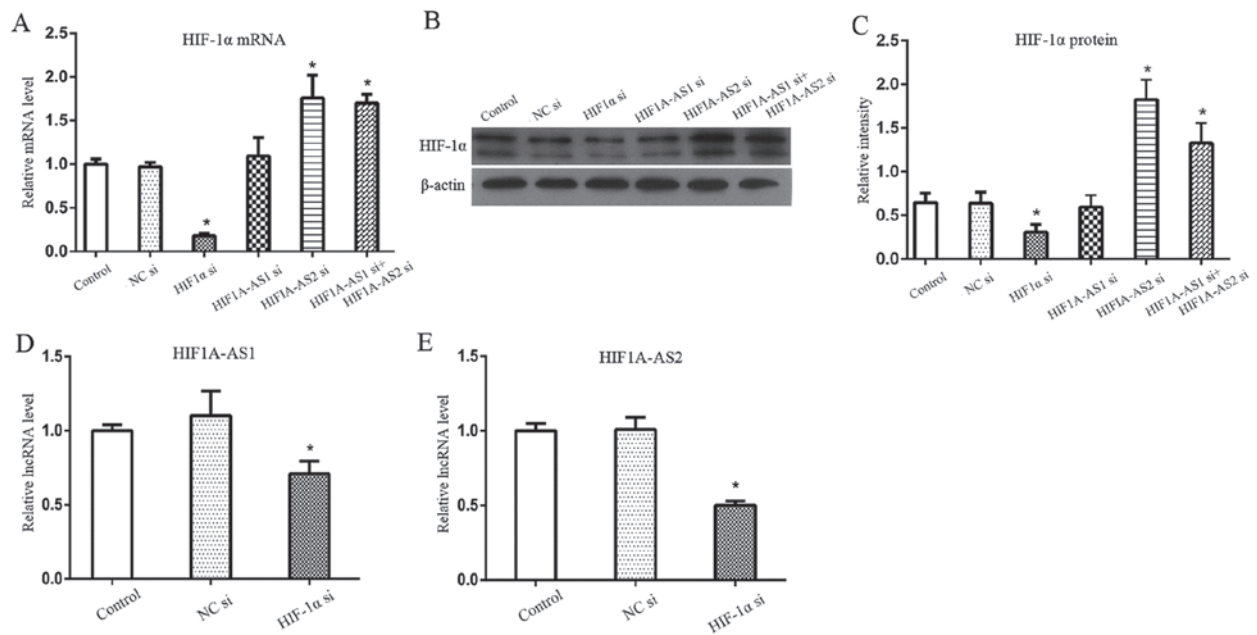 A
HIF-1α mRNA
Relative mRNA level
2.5
2.0
1.5
1.0
0.5
0.0
*
*
*
Control
NC si
HIF1α si
HIF1A-AS1 si
HIFIA-AS2 si
HIF1A-AS1 si+
HIF1A-AS2 si
B
Control
NC si
HIF1α si
HIF1A-AS1 si
HIFIA-AS2 si
HIF1A-AS1 si+
HIF1A-AS2 si
HIF-1α
β-actin
C
HIF-1α protein
Relative intensity
2.5
2.0
1.5
1.0
0.5
0.0
*
*
*
Control
NC si
HIF1α si
HIF1A-AS1 si
HIFIA-AS2 si
HIF1A-AS1 si+
HIF1A-AS2 si
D
HIF1A-AS1
Relative lncRNA level
1.5
1.0
0.5
0.0
*
Control
NC si
HIF-1α si
E
HIF1A-AS2
Relative lncRNA level
1.5
1.0
0.5
0.0
*
Control
NC si
HIF-1α si